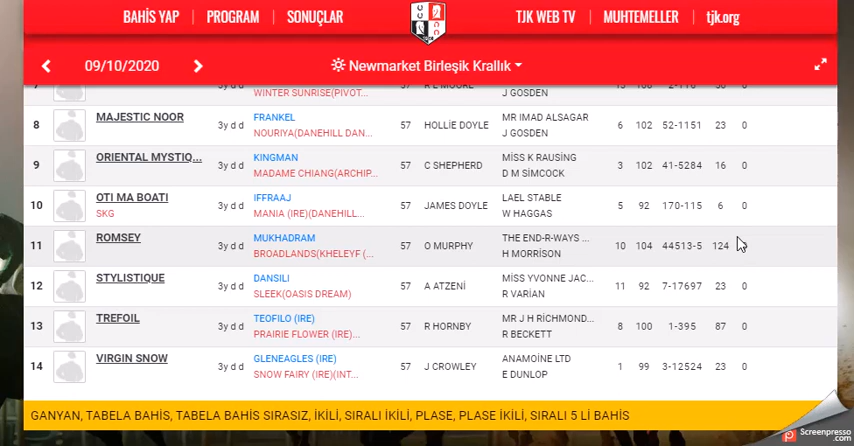 BAHİS YAP PROGRAM SONUÇLAR TJK WEB TV MUHTEMELLER tjk.org
09/10/2020 Newmarket Birleşik Krallık
WINTER SUNRISE(PIVOT... J GOSDEN
8 MAJESTIC NOOR 3y d d FRANKEL 57 HOLLİE DOYLE MR IMAD ALSAGAR 6 102 52-1151 23 0
NOURIYA(DANEHILL DAN... J GOSDEN
9 ORIENTAL MYSTIQ... 3y d d KINGMAN 57 C SHEPHERD MİSS K RAUSING 3 102 41-5284 16 0
MADAME CHIANG(ARCHIP... D M SİMCOCK
10 OTI MA BOATI 3y d d IFFRAAJ 57 JAMES DOYLE LAEL STABLE 5 92 170-115 6 0
SKG MANIA (IRE)(DANEHILL... W HAGGAS
11 ROMSEY 3y d d MUKHADRAM 57 O MURPHY THE END-R-WAYS ... 10 104 44513-5 124
BROADLANDS(KHELEYF (... H MORRİSON
12 STYLISTIQUE 3y d d DANSILI 57 A ATZENİ MİSS YVONNE JAC... 11 92 7-17697 23 0
SLEEK(OASIS DREAM) R VARIAN
13 TREFOIL 3y d d TEOFILO (IRE) 57 R HORNBY MR J H RİCHMOND... 8 100 1-395 87 0
PRAIRIE FLOWER (IRE)... R BECKETT
14 VIRGIN SNOW 3y d d GLENEAGLES (IRE) 57 J CROWLEY ANAMOİNE LTD 1 99 3-12524 23 0
SNOW FAIRY (IRE)(INT... E DUNLOP
GANYAN, TABELA BAHİS, TABELA BAHİS SIRASIZ, İKİLİ, SIRALI İKİLİ, PLASE, PLASE İKİLİ, SIRALI 5 Lİ BAHİS
Screenpresso
.com